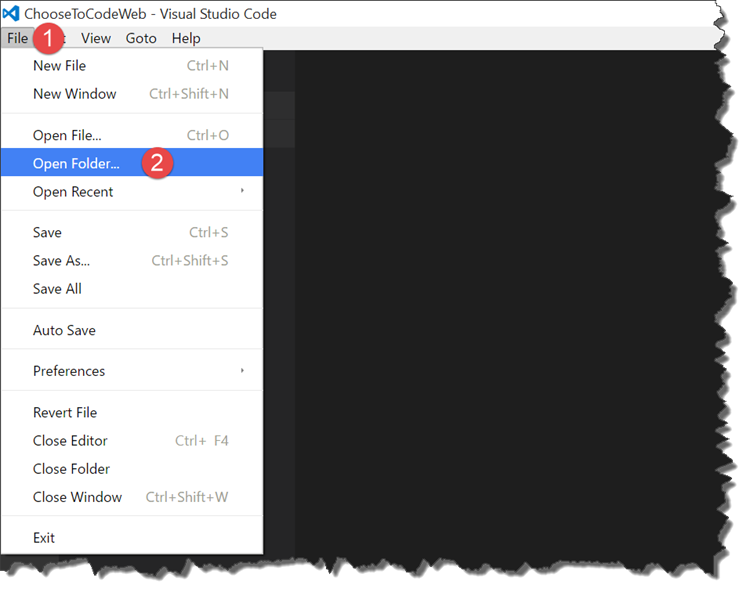 ChooseToCodeWeb - Visual Studio Code
File 1 View Goto Help
New File Ctrl+N
New Window Ctrl+Shift+N
Open File... Ctrl+O
Open Folder... 2
Open Recent
Save Ctrl+S
Save As... Ctrl+Shift+S
Save All
Auto Save
Preferences
Revert File
Close Editor Ctrl+ F4
Close Folder
Close Window Ctrl+Shift+W
Exit